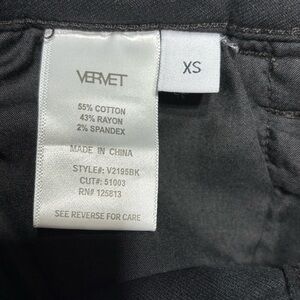 VERVET
XS
55% COTTON
43% RAYON
2% SPANDEX
MADE IN CHINA
STYLE#: V2195BK
CUT#: 51003
RN# 125813
SEE REVERSE FOR CARE